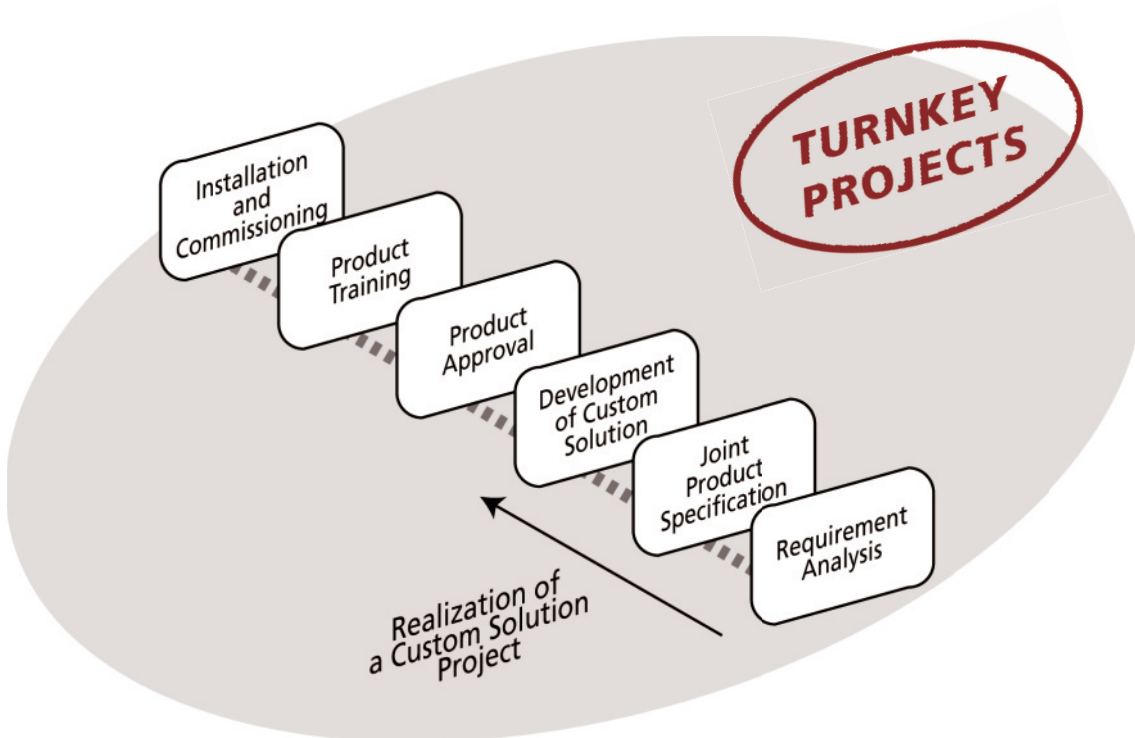 TURNKEY
PROJECTS
Installation
and
Commissioning
Product
Training
Product
Approval
Development
of Custom
Solution
Joint
Product
Specification
Requirement
Analysis
Realization of
a Custom Solution
Project